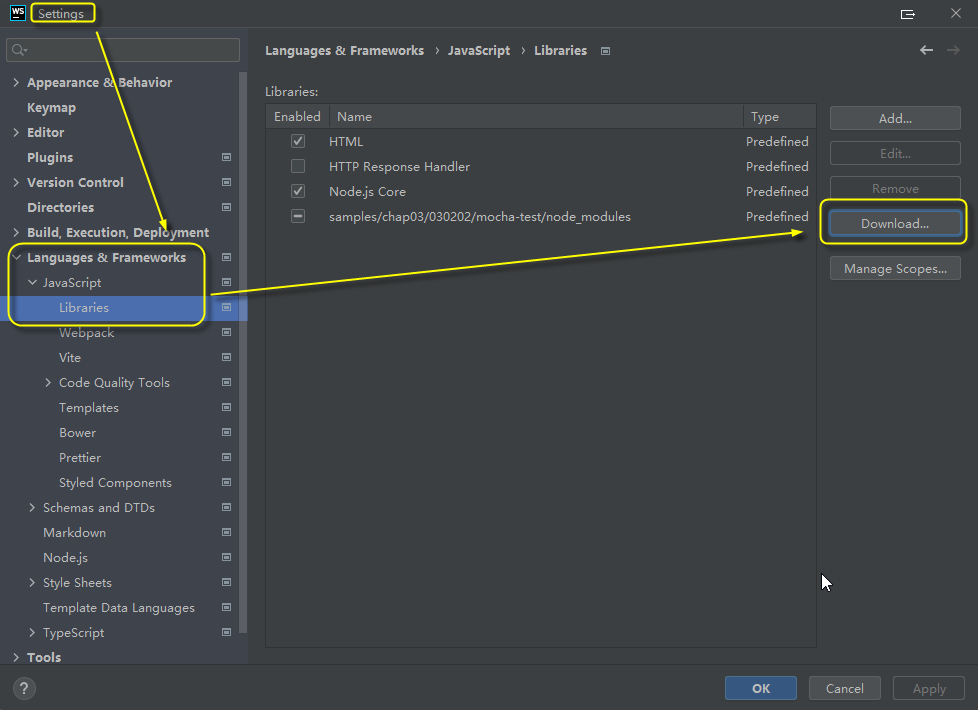 WS Settings
Appearance & Behavior
Keymap
Editor
Plugins
Version Control
Directories
Build, Execution, Deployment
Languages & Frameworks
JavaScript
Libraries
Webpack
Vite
Code Quality Tools
Templates
Bower
Prettier
Styled Components
Schemas and DTDs
Markdown
Node.js
Style Sheets
Template Data Languages
TypeScript
Tools
Languages & Frameworks › JavaScript › Libraries
Libraries:
Enabled Name Type
HTML Predefined
HTTP Response Handler Predefined
Node.js Core Predefined
samples/chap03/030202/mocha-test/node_modules Predefined
Add...
Edit...
Remove
Download...
Manage Scopes...
?
OK
Cancel
Apply